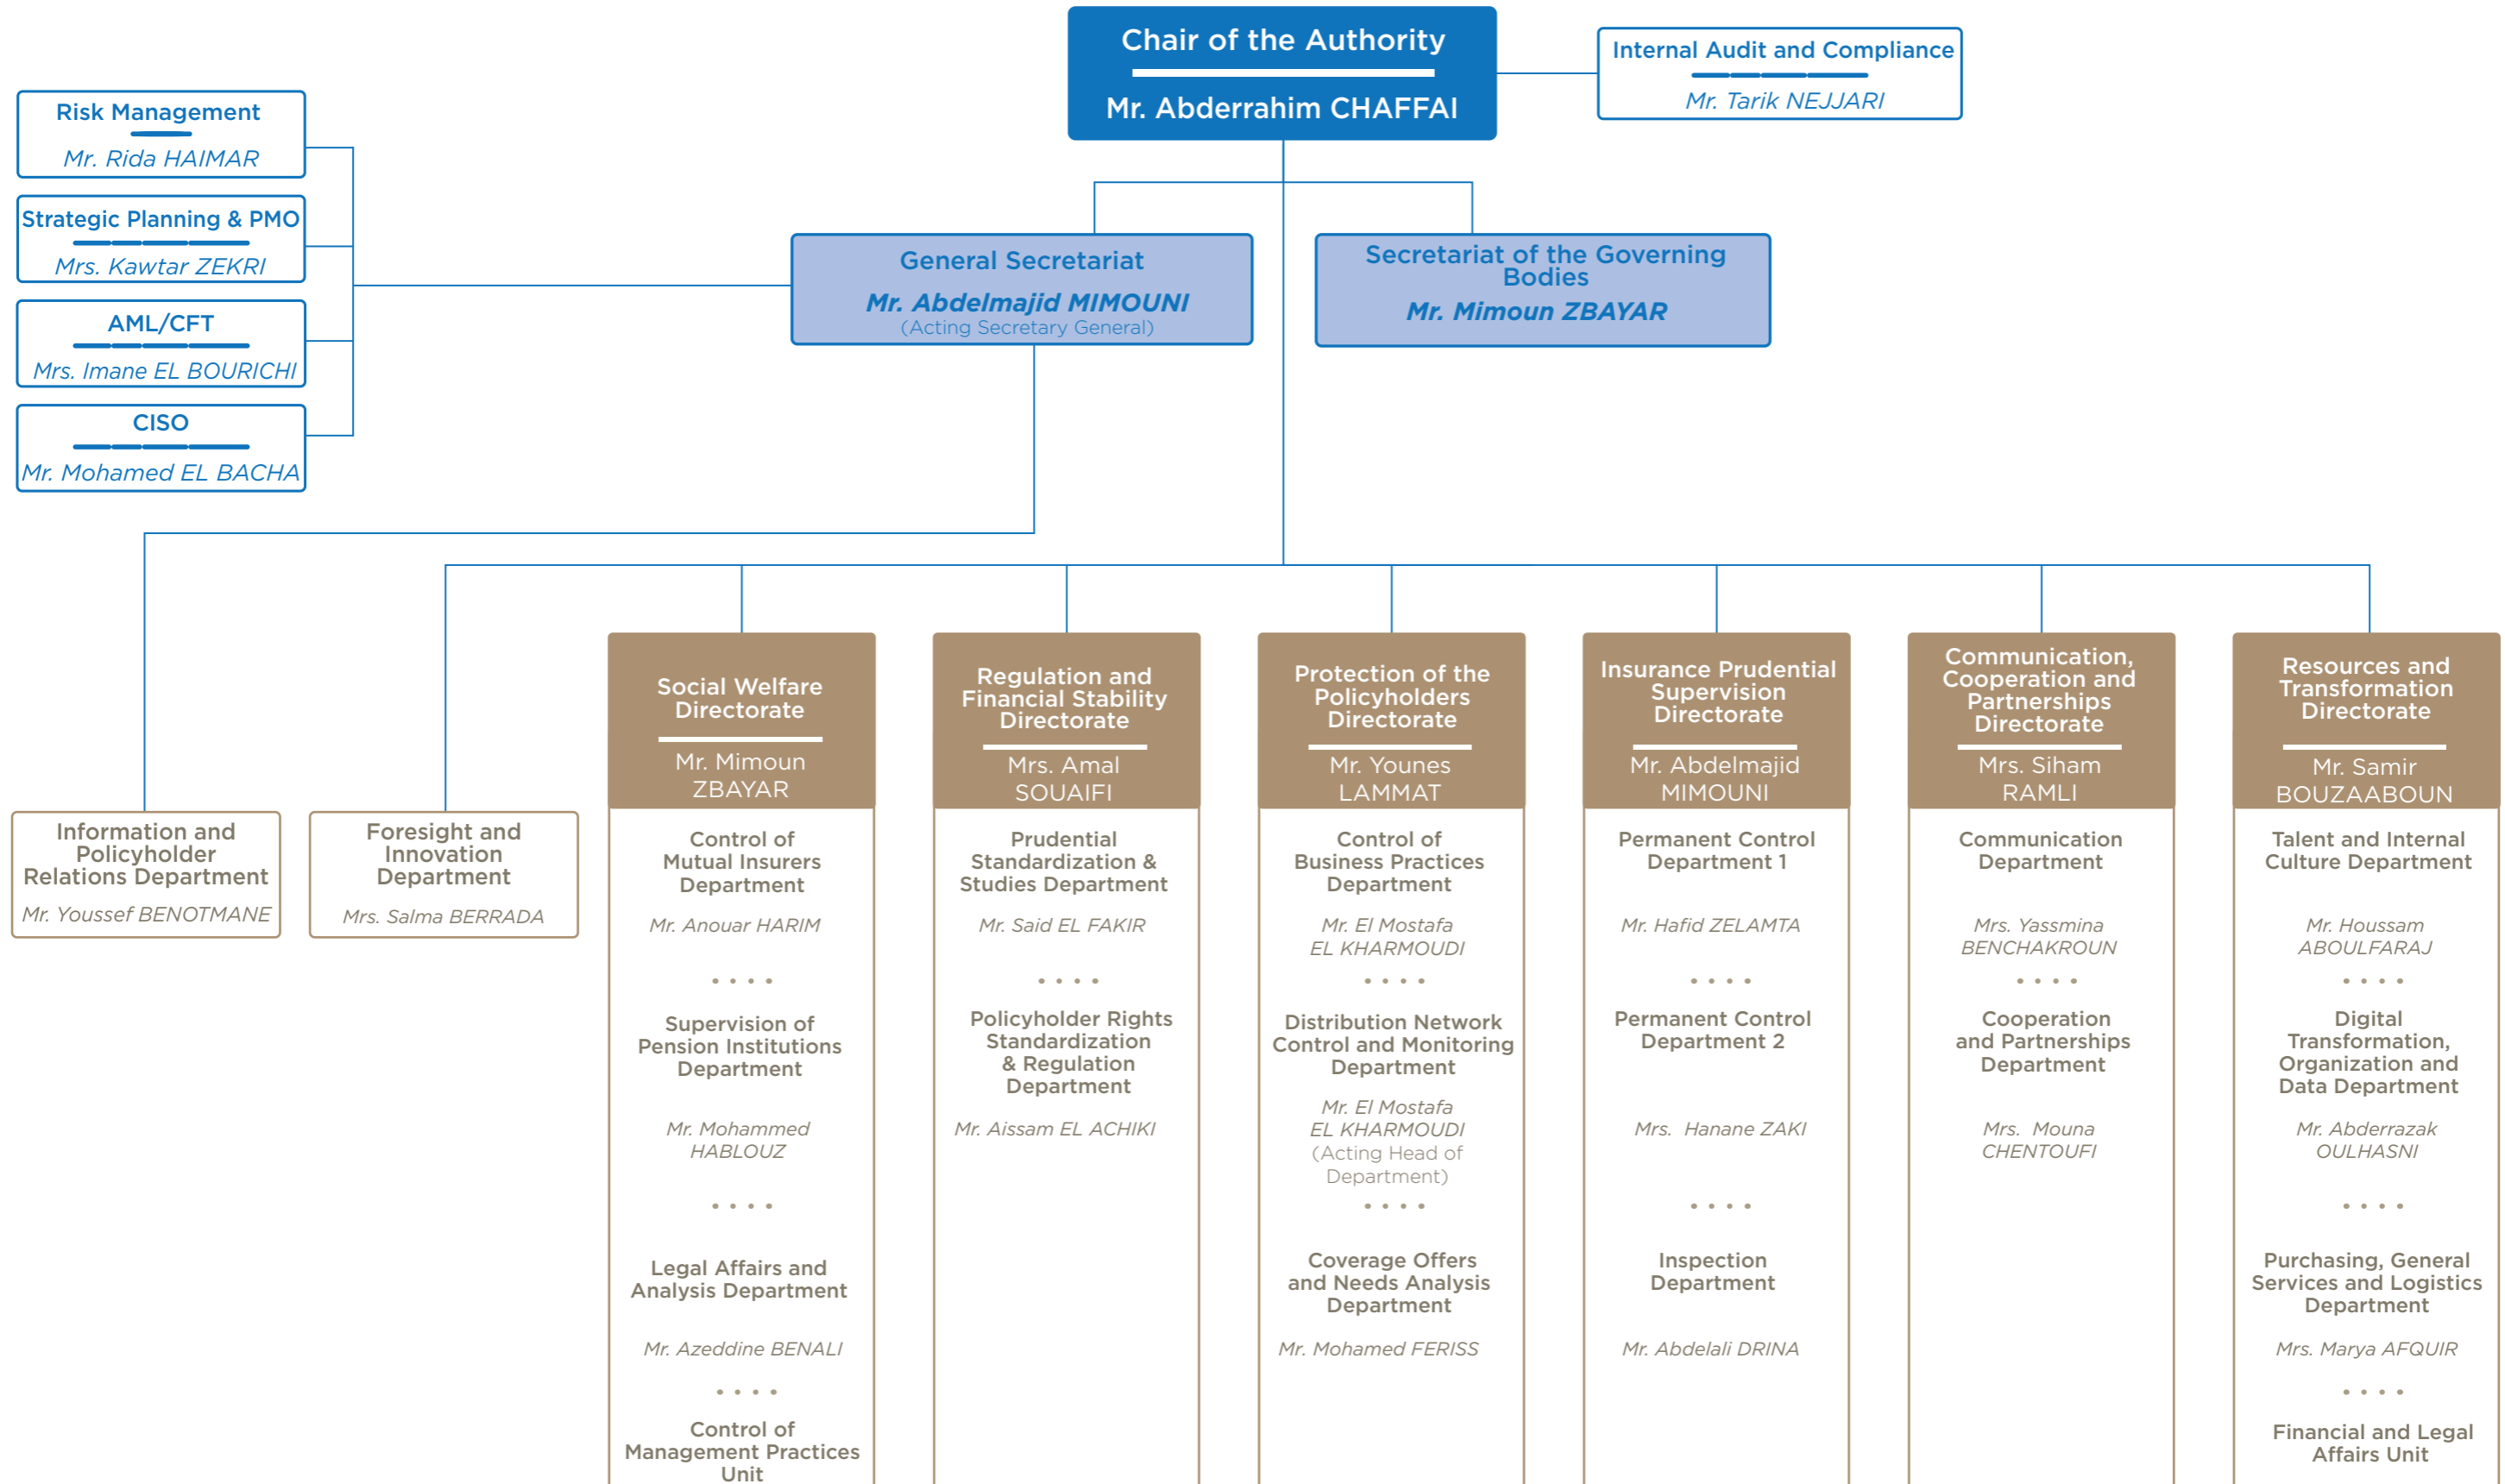 Chair of the Authority
Mr. Abderrahim CHAFFAI
Internal Audit and Compliance
Mr. Tarik NEJJARI
Risk Management
Mr. Rida HAIMAR
Strategic Planning & PMO
Mrs. Kawtar ZEKRI
AML/CFT
Mrs. Imane EL BOURICHI
CISO
Mr. Mohamed EL BACHA
General Secretariat
Mr. Abdelmajid MIMOUNI
(Acting Secretary General)
Secretariat of the Governing
Bodies
Mr. Mimoun ZBAYAR
Information and
Policyholder
Relations Department
Mr. Youssef BENOTMANE
Foresight and
Innovation
Department
Mrs. Salma BERRADA
Social Welfare
Directorate
Mr. Mimoun
ZBAYAR
Control of
Mutual Insurers
Department
Mr. Anouar HARIM
Supervision of
Pension Institutions
Department
Mr. Mohammed
HABLOUZ
Legal Affairs and
Analysis Department
Mr. Azeddine BENALI
Control of
Management Practices
Unit
Regulation and
Financial Stability
Directorate
Mrs. Amal
SOUAIFI
Prudential
Standardization &
Studies Department
Mr. Said EL FAKIR
Policyholder Rights
Standardization
& Regulation
Department
Mr. Aissam EL ACHIKI
Protection of the
Policyholders
Directorate
Mr. Younes
LAMMAT
Control of
Business Practices
Department
Mr. El Mostafa
EL KHARMOUDI
Distribution Network
Control and Monitoring
Department
Mr. El Mostafa
EL KHARMOUDI
(Acting Head of
Department)
Coverage Offers
and Needs Analysis
Department
Mr. Mohamed FERISS
Insurance Prudential
Supervision
Directorate
Mr. Abdelmajid
MIMOUNI
Permanent Control
Department 1
Mr. Hafid ZELAMTA
Permanent Control
Department 2
Mrs. Hanane ZAKI
Inspection
Department
Mr. Abdelali DRINA
Communication,
Cooperation and
Partnerships
Directorate
Mrs. Siham
RAMLI
Communication
Department
Mrs. Yassmina
BENCHAKROUN
Cooperation
and Partnerships
Department
Mrs. Mouna
CHENTOUFI
Resources and
Transformation
Directorate
Mr. Samir
BOUZAABOUN
Talent and Internal
Culture Department
Mr. Houssam
ABOULFARAJ
Digital
Transformation,
Organization and
Data Department
Mr. Abderrazak
OULHASNI
Purchasing, General
Services and Logistics
Department
Mrs. Marya AFQUIR
Financial and Legal
Affairs Unit